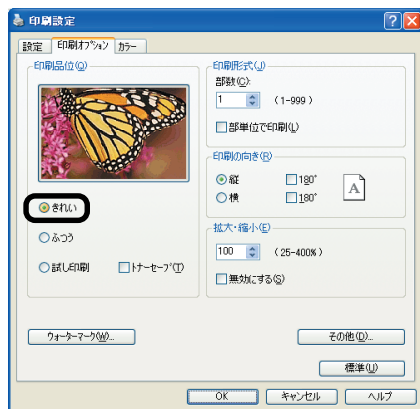 印刷設定
設定 印刷ｵﾌﾟｼｮﾝ ｶﾗｰ
印刷品位(Q)
きれい
ふつう
試し印刷 ﾄﾅｰｾｰﾌﾞ(T)
印刷形式(J)
部数(C):
1 (1-999)
部単位で印刷(L)
印刷の向き(R)
縦 180°
横 180°
A
拡大・縮小(E)
100 (25-400%)
無効にする(S)
ｳｫｰﾀｰﾏｰｸ(W)...
その他(D)...
標準(U)
OK ｷｬﾝｾﾙ ヘルプ